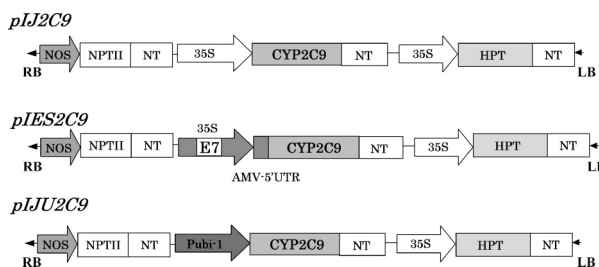 pIJ2C9
NOS NPTII NT 35S CYP2C9 NT 35S HPT NT
RB LB
pIES2C9
35S
NOS NPTII NT E7 CYP2C9 NT 35S HPT NT
RB AMV-5'UTR LB
pIJU2C9
NOS NPTII NT Pubi-1 CYP2C9 NT 35S HPT NT
RB LB